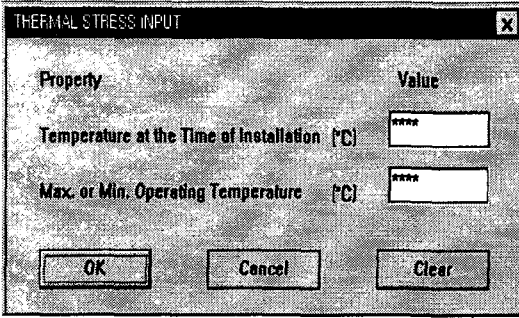 THERMAL STRESS INPUT X
Property Value
Temperature at the Time of Installation (°C) ****
Max. or Min. Operating Temperature (°C) ****
OK Cancel Clear